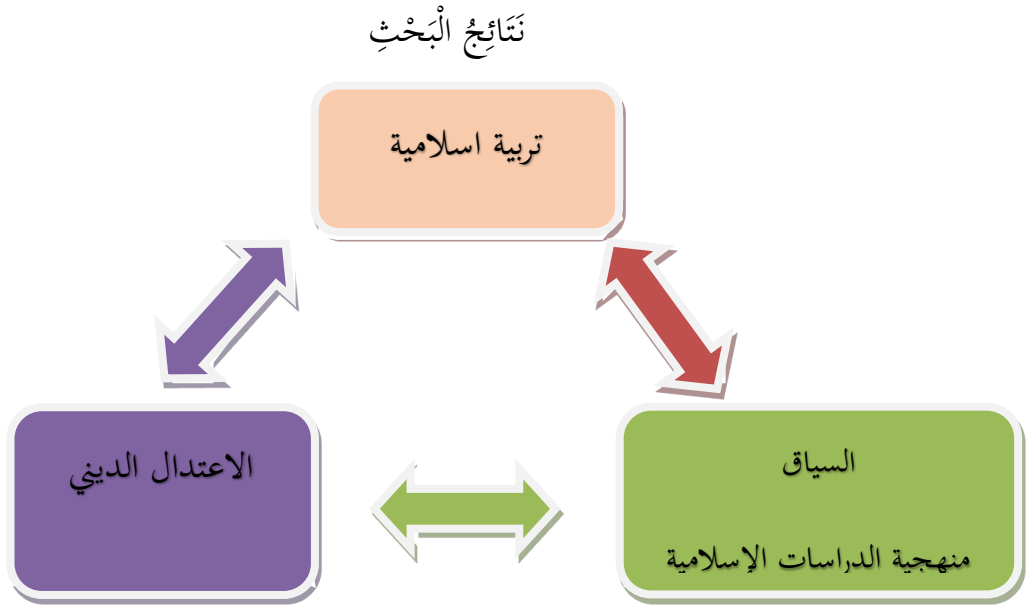 نَتَائِجُ الْبَحْثِ
تربية اسلامية
السياق
منهجية الدراسات الإسلامية
الاعتدال الديني